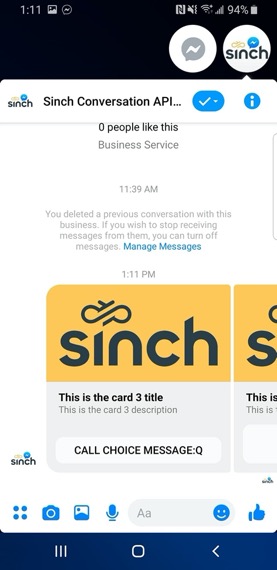 1:11
94%
sinch
sinch
Sinch Conversation API...
0 people like this
Business Service
11:39 AM
You deleted a previous conversation with this
business. If you wish to stop receiving
messages from them, you can turn off
messages. Manage Messages
1:11 PM
sinch
s
This is the card 3 title
This is
This is the card 3 description
This is
CALL CHOICE MESSAGE:Q
sinch
sinch
Aa